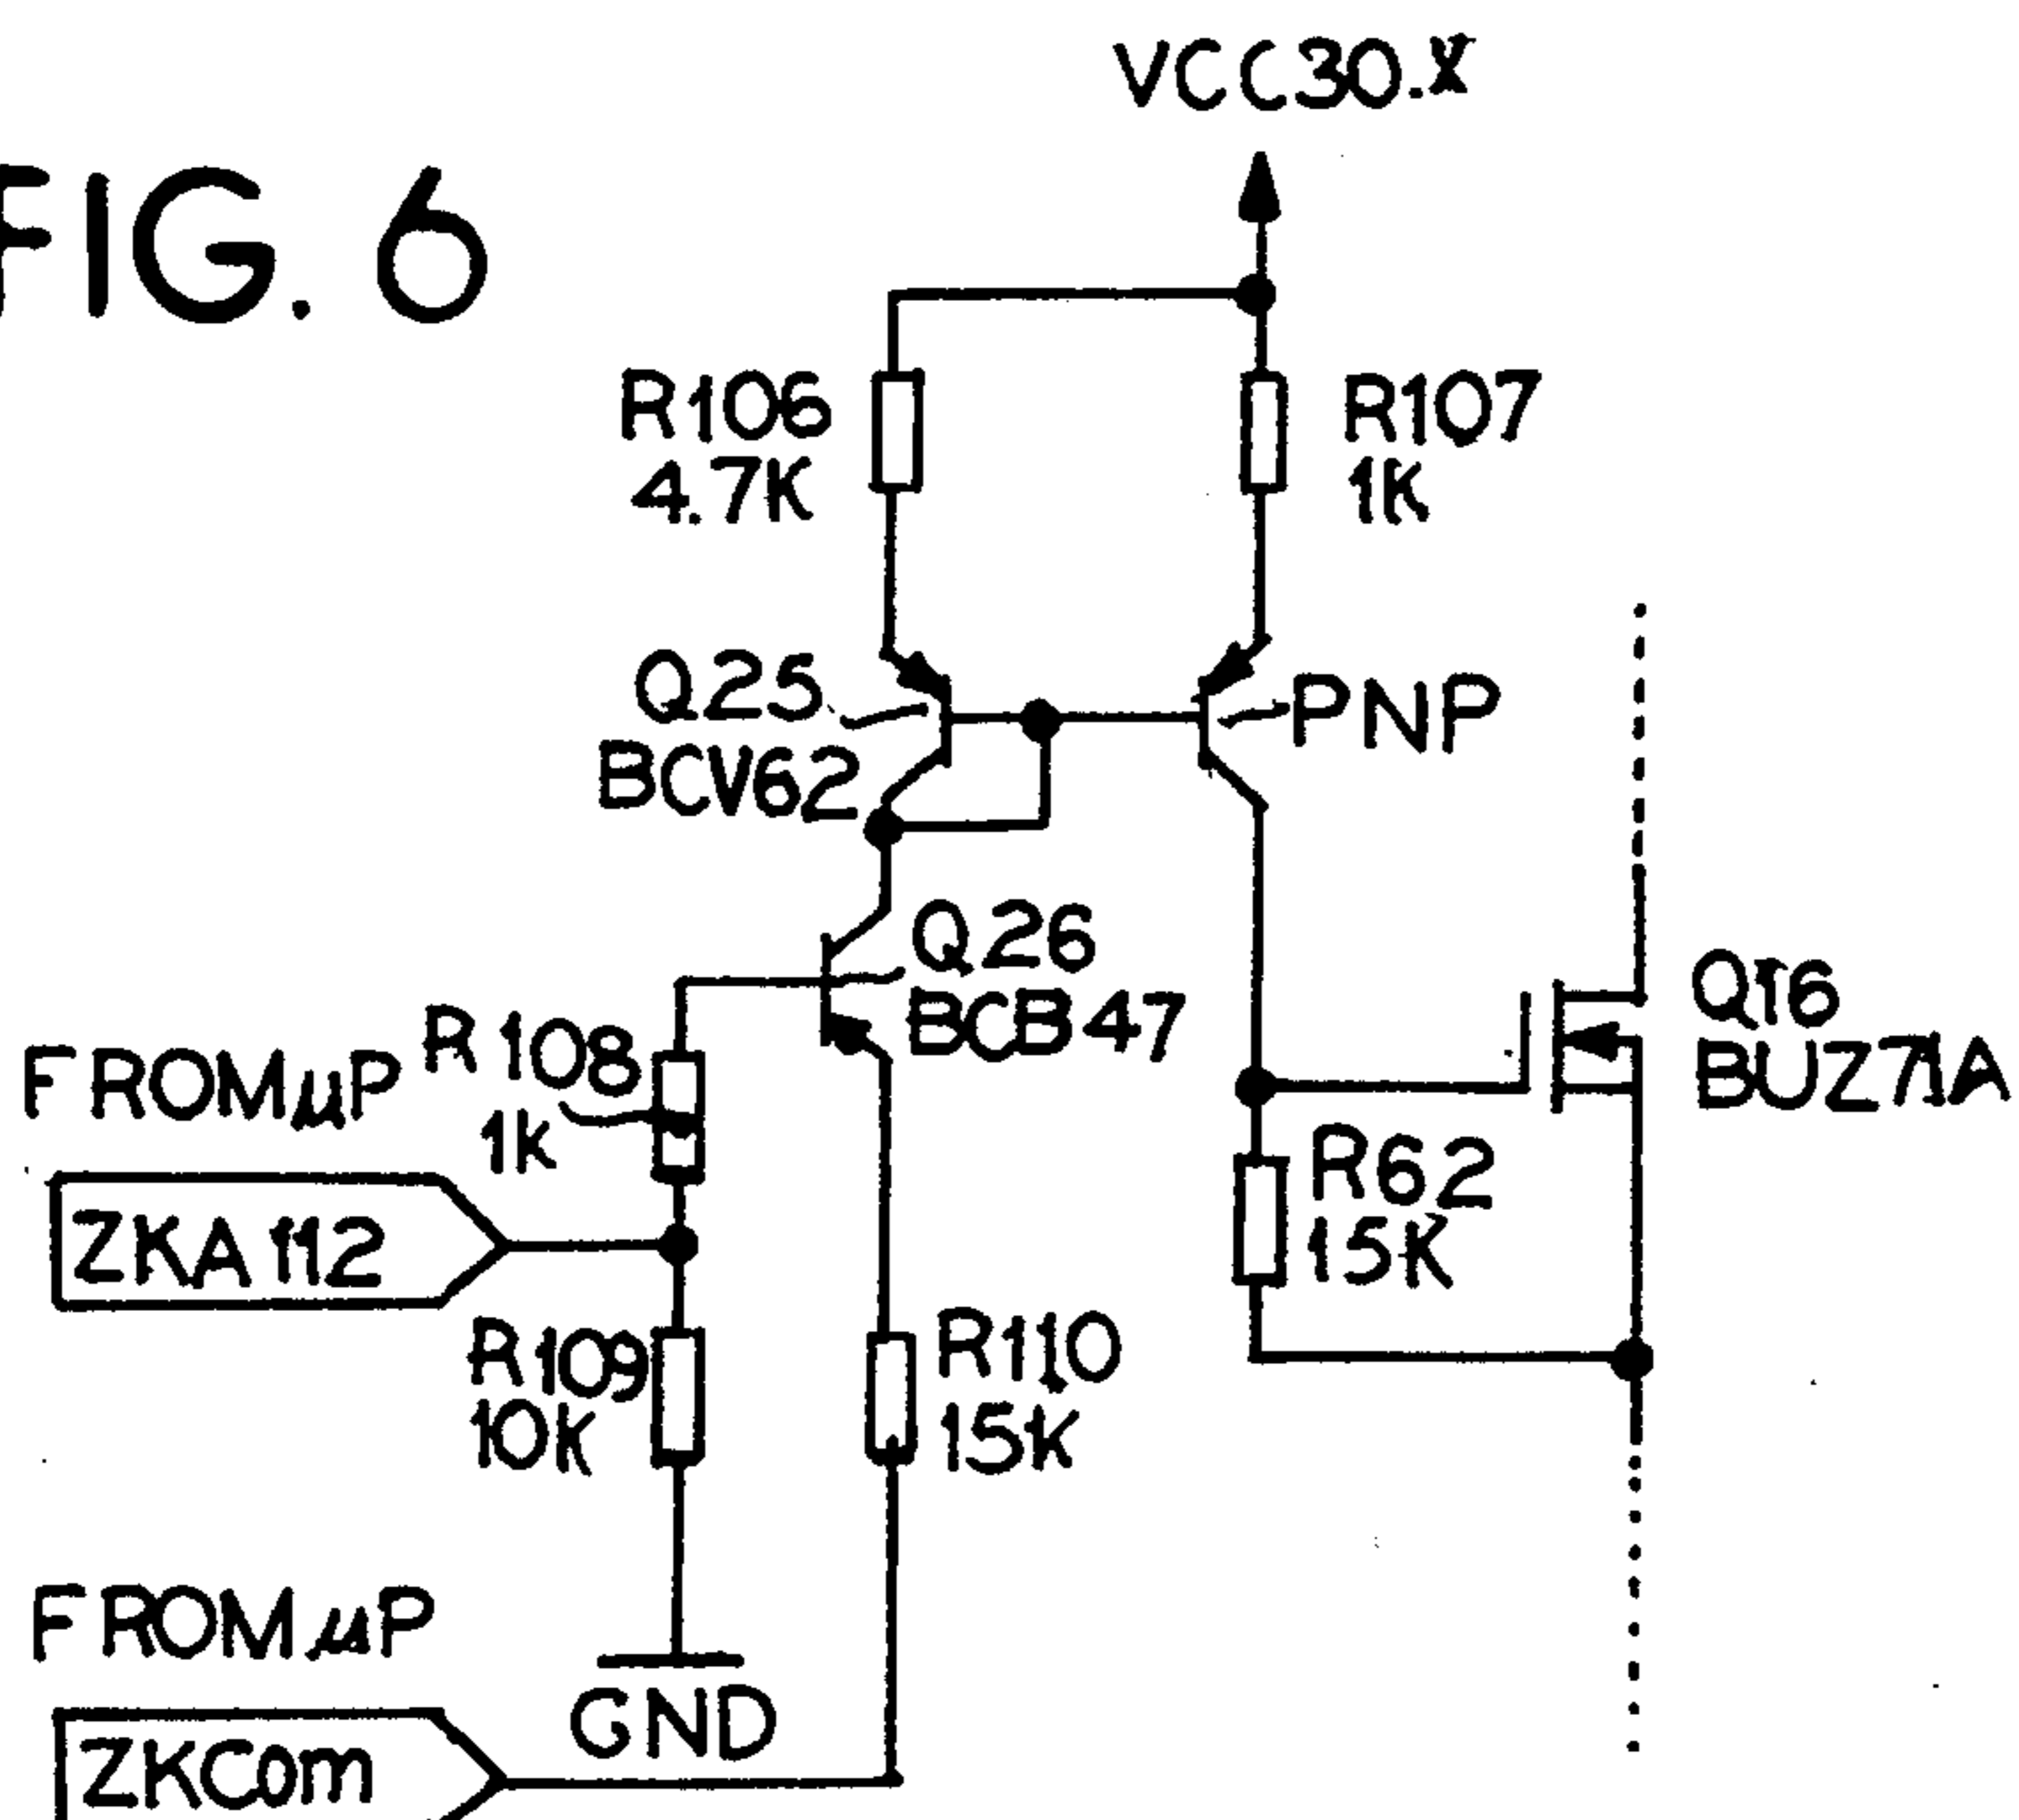 VCC30.X
FIG. 6
R106
4.7K
R107
1K
Q25
BCV62
PNP
Q26
BCB47
Q16
BUZ71A
R108
1K
FROM µP
ZKA112
R62
15K
R109
10K
R110
15K
FROM µP
GND
ZKCom